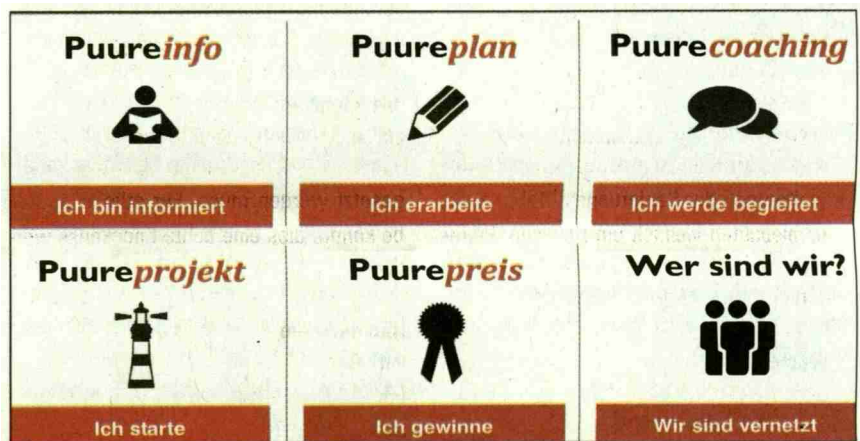 Puureinfo
Puureplan
Puurecoaching
Ich bin informiert
Ich erarbeite
Ich werde begleitet
Puureprojekt
Puurepreis
Wer sind wir?
Ich starte
Ich gewinne
Wir sind vernetzt